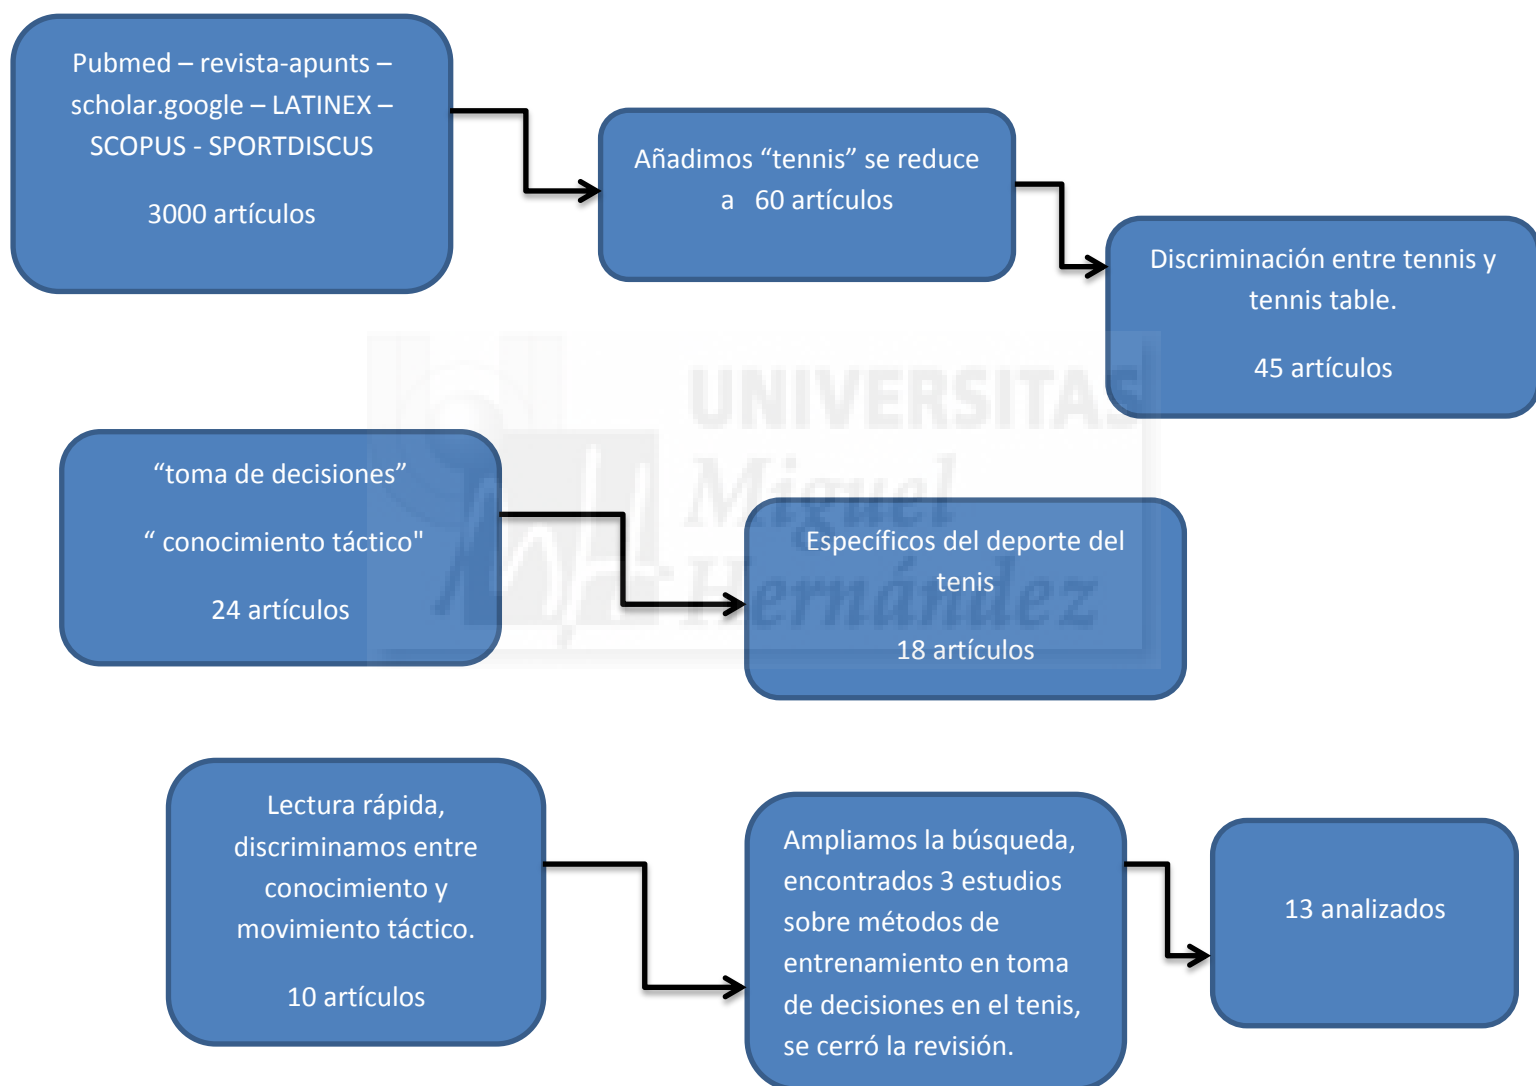 Pubmed – revista-apunts –
scholar.google – LATINEX –
SCOPUS - SPORTDISCUS
3000 artículos
Añadimos “tennis” se reduce
a 60 artículos
Discriminación entre tennis y
tennis table.
45 artículos
UNIVERSITAS
Miguel
Hernández
“toma de decisiones”
“ conocimiento táctico"
24 artículos
Específicos del deporte del
tenis
18 artículos
Lectura rápida,
discriminamos entre
conocimiento y
movimiento táctico.
10 artículos
Ampliamos la búsqueda,
encontrados 3 estudios
sobre métodos de
entrenamiento en toma
de decisiones en el tenis,
se cerró la revisión.
13 analizados